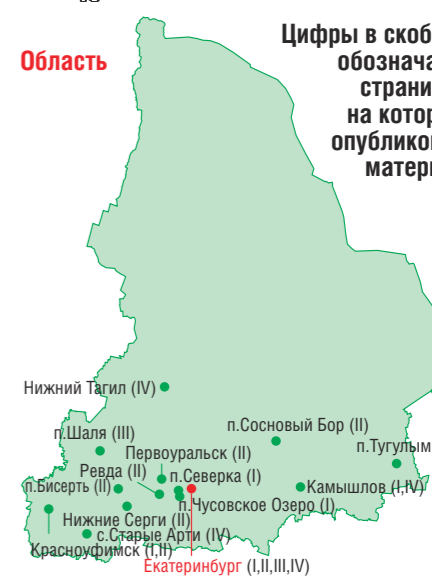 Область
Цифры в скоб
обознача
страни
на котор
опубликов
матери
Нижний Тагил (IV)
п.Сосновый Бор (II)
п.Шаля (III)
п.Тугулым
Первоуральск (II)
Ревда (II)
п.Северка (I)
п.Бисерть (II)
Камышлов (I,IV)
п.Чусовское Озеро (I)
Нижние Серги (II)
с.Старые Арти (IV)
Красноуфимск (I,II)
Екатеринбург (I,II,III,IV)